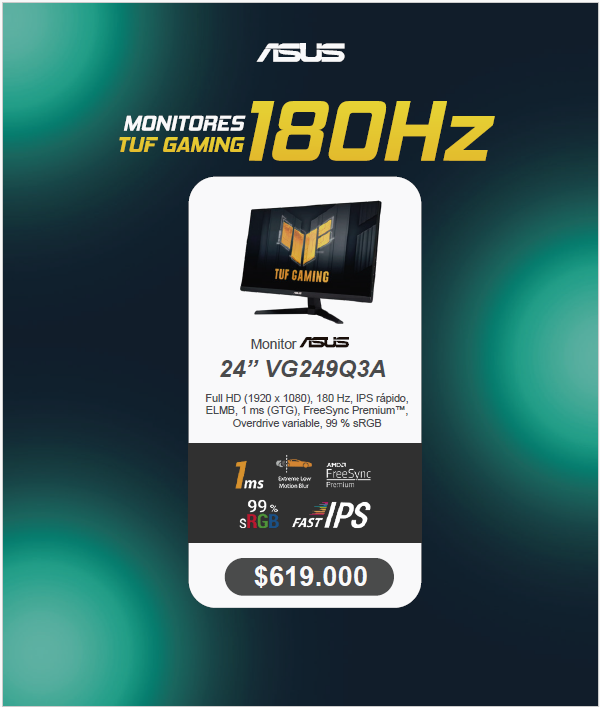 ASUS
MONITORES
TUF GAMING
180Hz
TUF GAMING
Monitor ASUS
24” VG249Q3A
Full HD (1920 x 1080), 180 Hz, IPS rápido,
ELMB, 1 ms (GTG), FreeSync Premium™,
Overdrive variable, 99 % sRGB
1ms
Extreme Low
Motion Blur
AMD
FreeSync
Premium
99%
sRGB
FAST IPS
$619.000